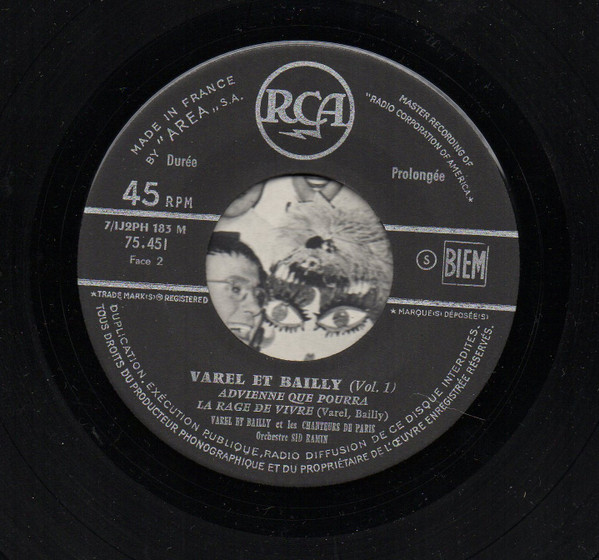 RCA
MADE IN FRANCE
BY "AREA" S.A.
MASTER RECORDING OF
"RADIO CORPORATION OF AMERICA"★
Durée
Prolongée
45 RPM
7/IJ2PH 183 M
75.451
Face 2
S
BIEM
★TRADE MARK(S)®REGISTERED
★MARQUE(S) DÉPOSÉE(S)
VAREL ET BAILLY (Vol. 1)
ADVIENNE QUE POURRA
LA RAGE DE VIVRE (Varel, Bailly)
VAREL ET BAILLY et les CHANTEURS DE PARIS
Orchestre SID RAMIN
DUPLICATION, EXÉCUTION PUBLIQUE, RADIO DIFFUSION DE CE DISQUE INTERDITES.
TOUS DROITS DU PRODUCTEUR PHONOGRAPHIQUE ET DU PROPRIÉTAIRE DE L'ŒUVRE ENREGISTRÉE RÉSERVÉS.